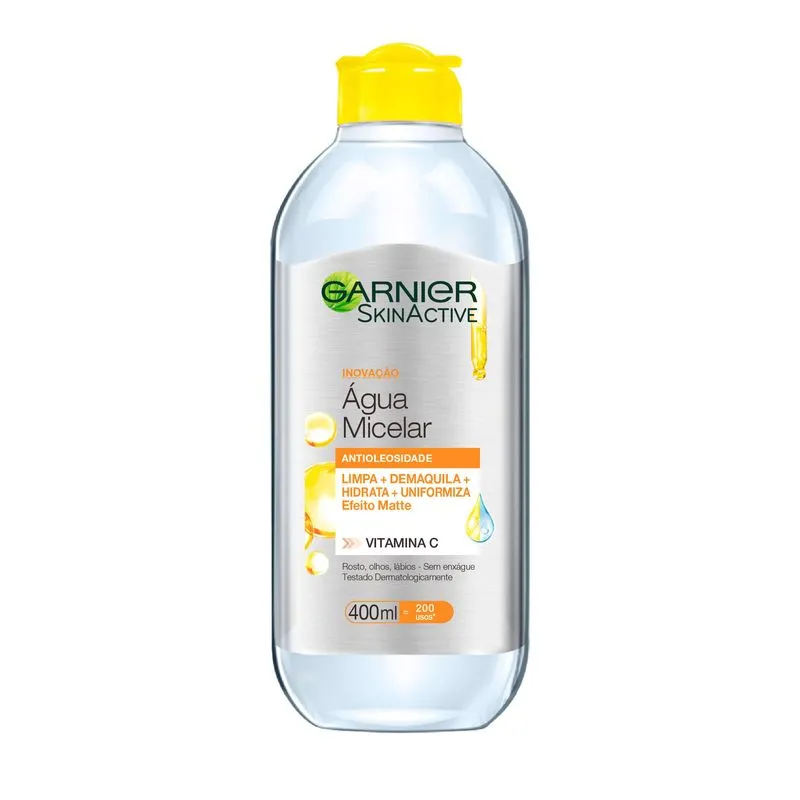 GARNIER
SKINACTIVE
INOVAÇÃO
Água
Micelar
ANTIOLEOSIDADE
LIMPA + DEMAQUILA +
HIDRATA + UNIFORMIZA
Efeito Matte
VITAMINA C
Rosto, olhos, lábios - Sem enxágue
Testado Dermatologicamente
400ml = 200
usos*